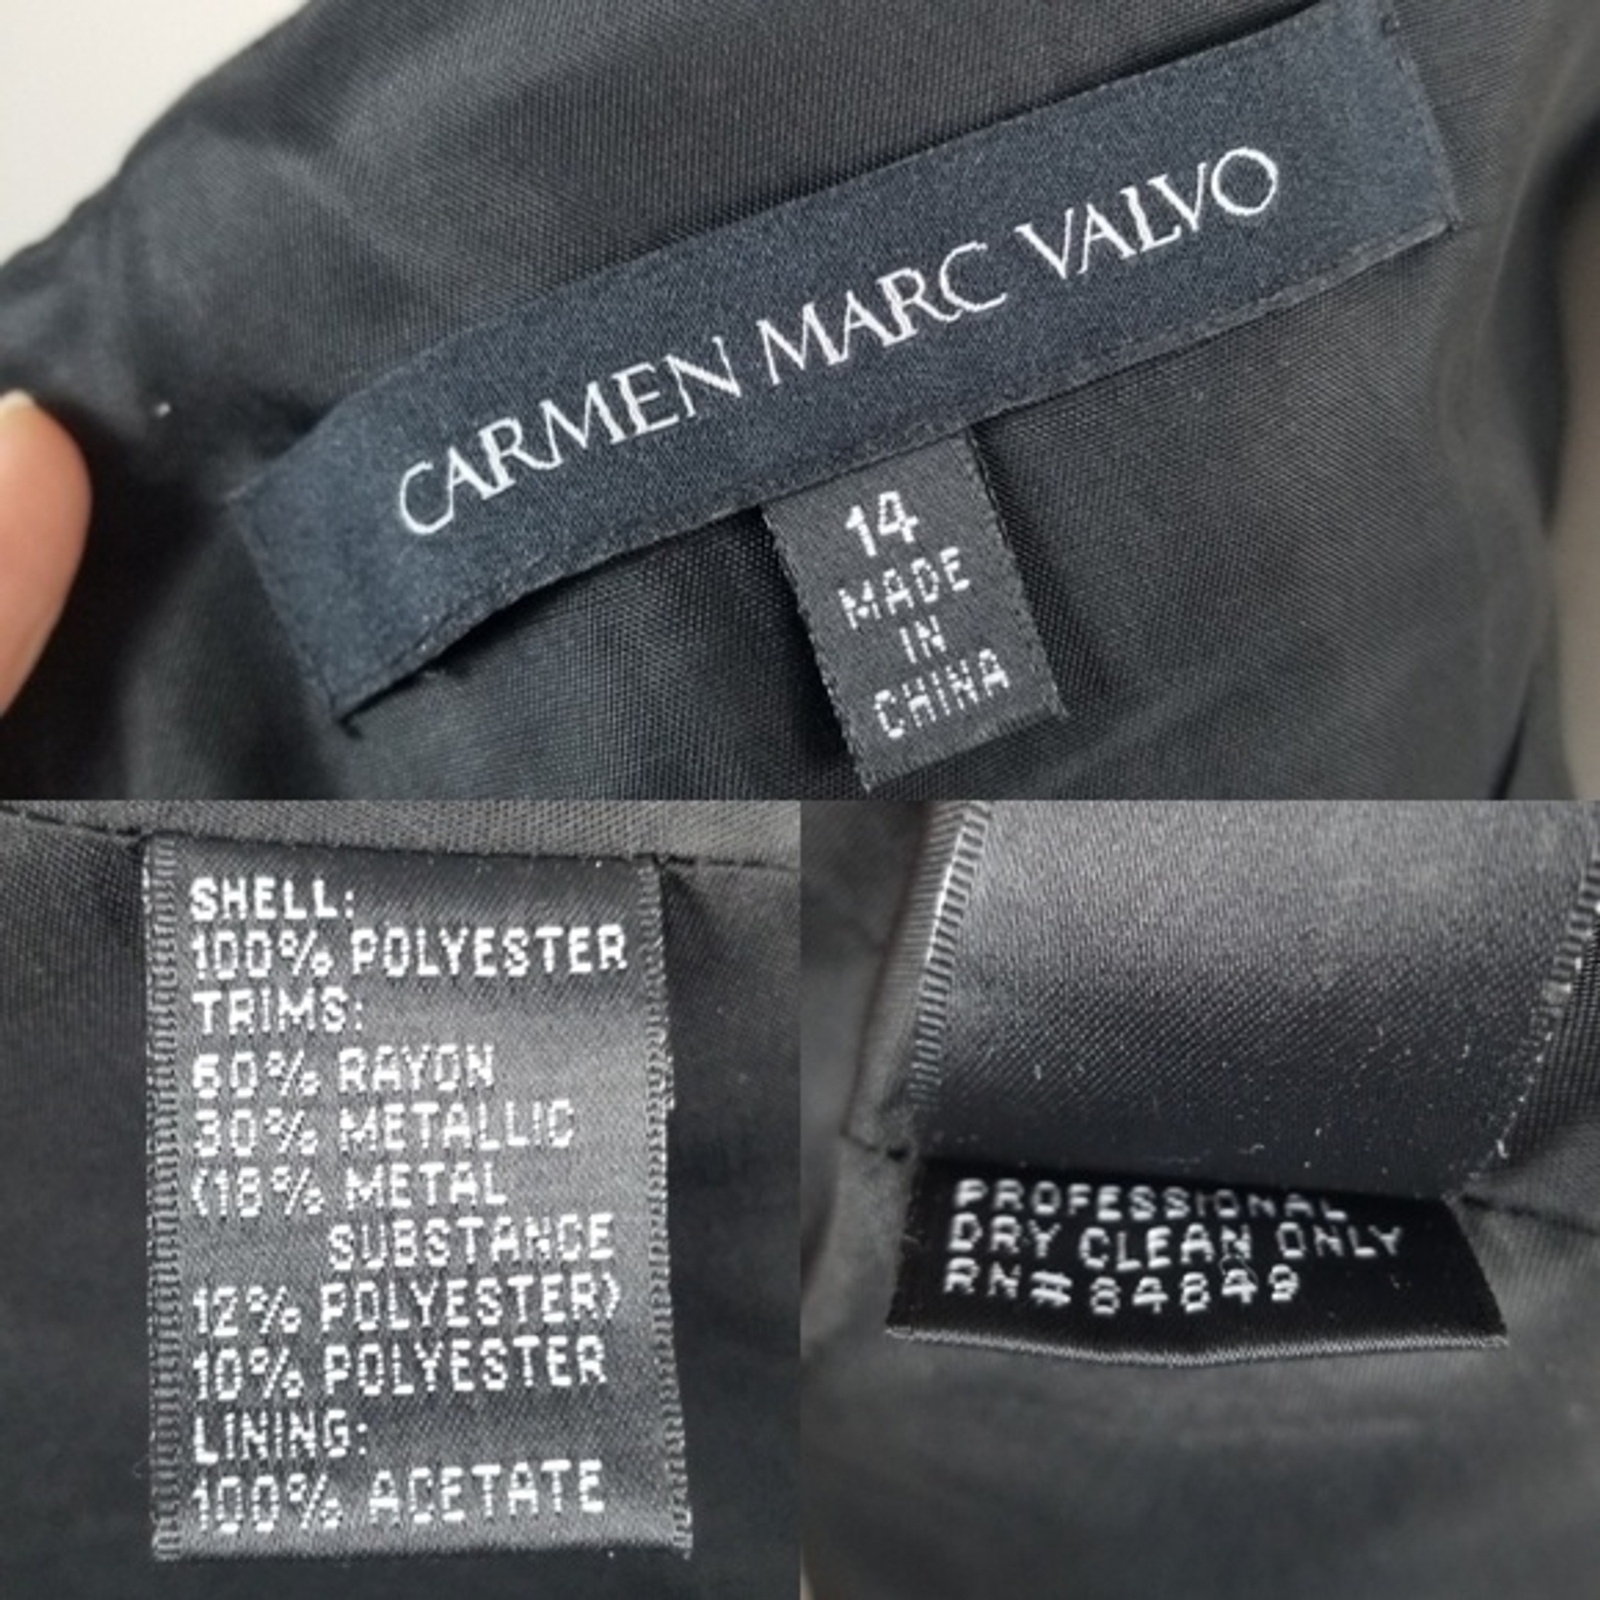 CARMEN MARC VALVO
14
MADE
IN
CHINA
SHELL:
100% POLYESTER
TRIMS:
60% RAYON
30% METALLIC
(18% METAL
SUBSTANCE
12% POLYESTER)
10% POLYESTER
LINING:
100% ACETATE
PROFESSIONAL
DRY CLEAN ONLY
RN#84849